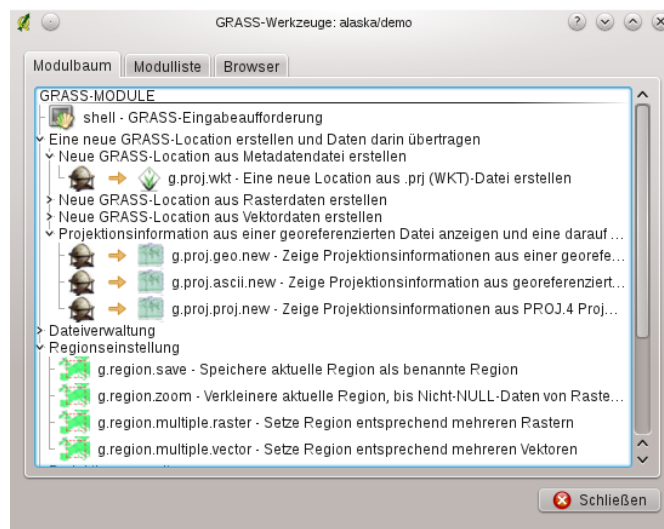 GRASS-Werkzeuge: alaska/demo
Modulbaum Modulliste Browser
GRASS-MODULE
shell - GRASS-Eingabeaufforderung
Eine neue GRASS-Location erstellen und Daten darin übertragen
Neue GRASS-Location aus Metadatendatei erstellen
g.proj.wkt - Eine neue Location aus .prj (WKT)-Datei erstellen
Neue GRASS-Location aus Rasterdaten erstellen
Neue GRASS-Location aus Vektordaten erstellen
Projektionsinformation aus einer georeferenzierten Datei anzeigen und eine darauf ...
g.proj.geo.new - Zeige Projektionsinformationen aus einer georefe...
g.proj.ascii.new - Zeige Projektionsinformation aus georeferenziert...
g.proj.proj.new - Zeige Projektionsinformationen aus PROJ.4 Proj...
Dateiverwaltung
Regionseinstellung
g.region.save - Speichere aktuelle Region als benannte Region
g.region.zoom - Verkleinere aktuelle Region, bis Nicht-NULL-Daten von Raste...
g.region.multiple.raster - Setze Region entsprechend mehreren Rastern
g.region.multiple.vector - Setze Region entsprechend mehreren Vektoren
Schließen